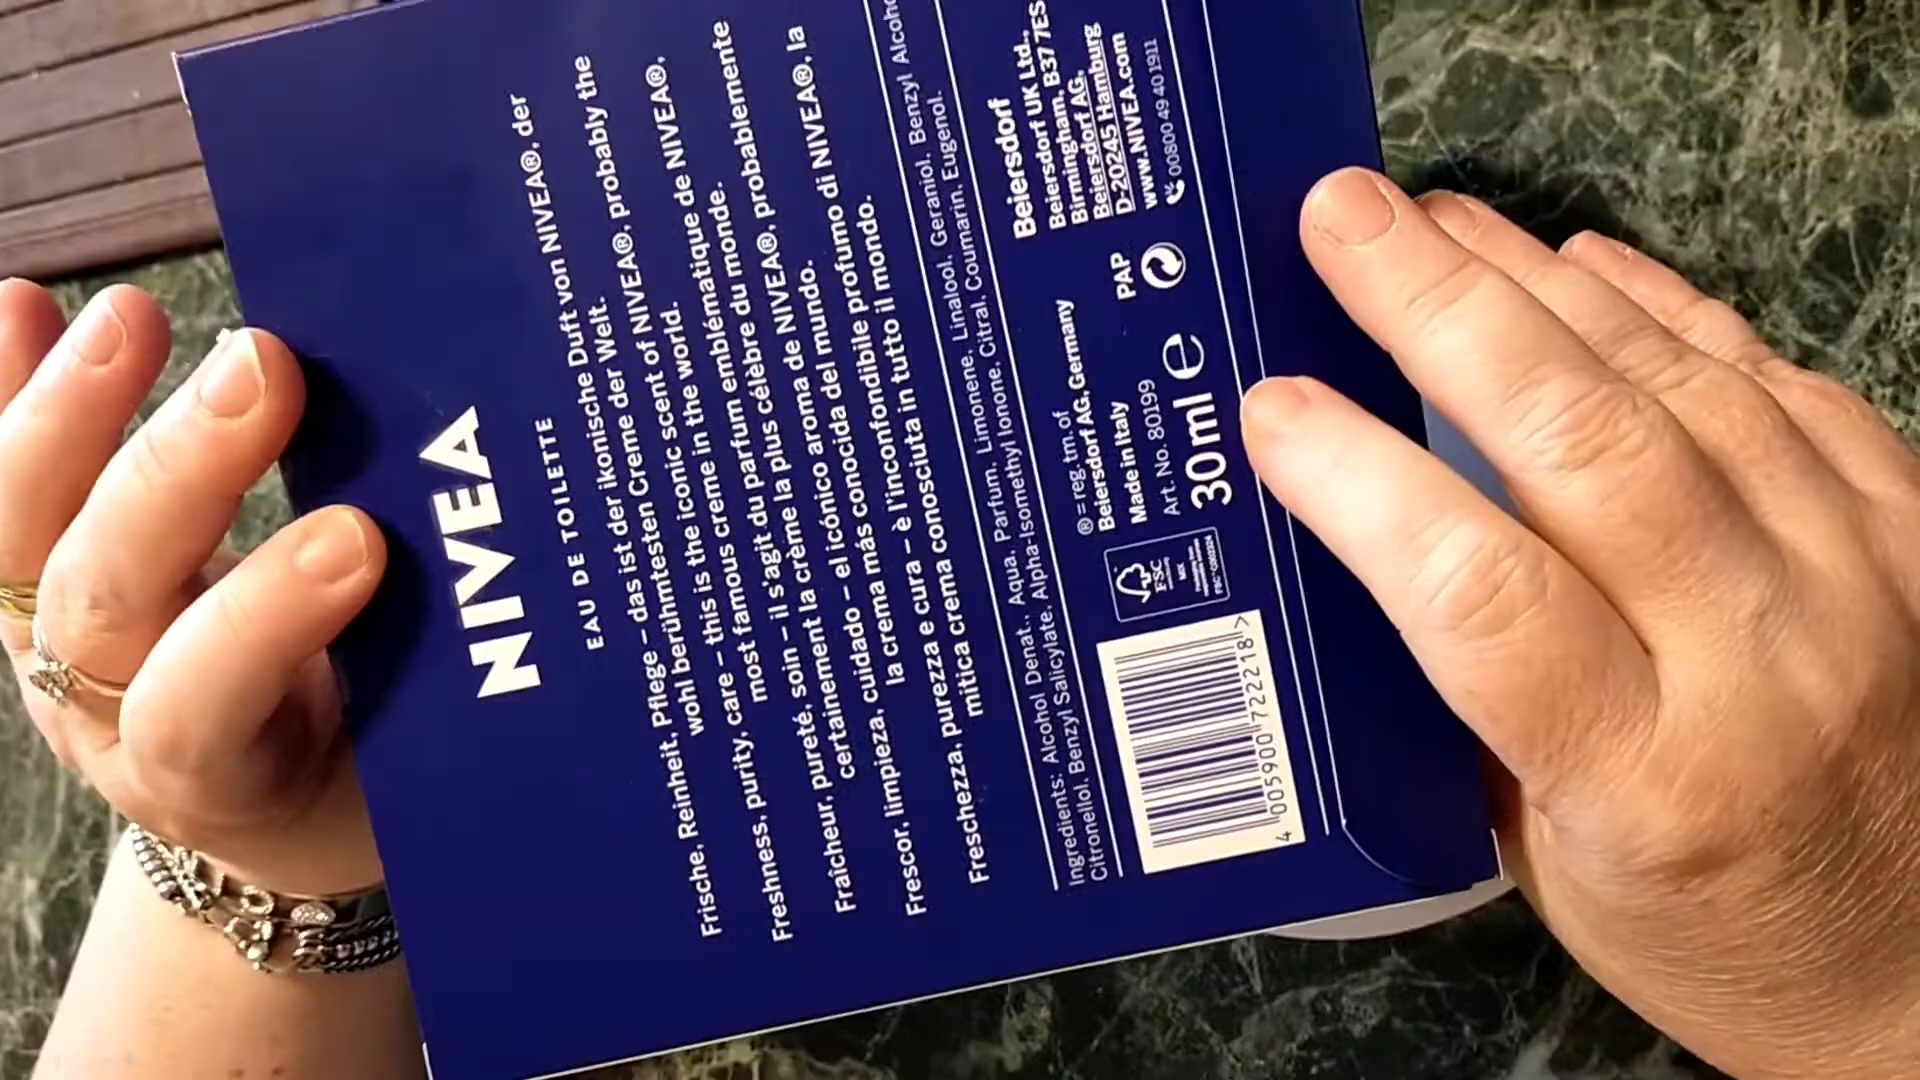 NIVEA
EAU DE TOILETTE
Frische, Reinheit, Pflege – das ist der ikonische Duft von NIVEA®, der
wohl berühmtesten Creme der Welt.
Freshness, purity, care – this is the iconic scent of NIVEA®, probably the
most famous creme in the world.
Fraîcheur, pureté, soin – il s'agit du parfum emblématique de NIVEA®,
certainement la crème la plus célèbre du monde.
Frescor, limpieza, cuidado – el icónico aroma de NIVEA®, probablemente
la crema más conocida del mundo.
Freschezza, purezza e cura – è l'inconfondibile profumo di NIVEA®, la
mitica crema conosciuta in tutto il mondo.
Ingredients: Alcohol Denat., Aqua, Parfum, Limonene, Linalool, Geraniol, Benzyl Alcoho
Citronellol, Benzyl Salicylate, Alpha-Isomethyl Ionone, Citral, Coumarin, Eugenol.
® = reg. tm. of
Beiersdorf AG, Germany
Made in Italy
Art. No. 80199
30 ml e
FSC
MIX
4 005900 722218 >
PAP
Beiersdorf
Beiersdorf UK Ltd.,
Birmingham, B37 7ES
Beiersdorf AG,
D-20245 Hamburg
www.NIVEA.com
00800 49 40 1911